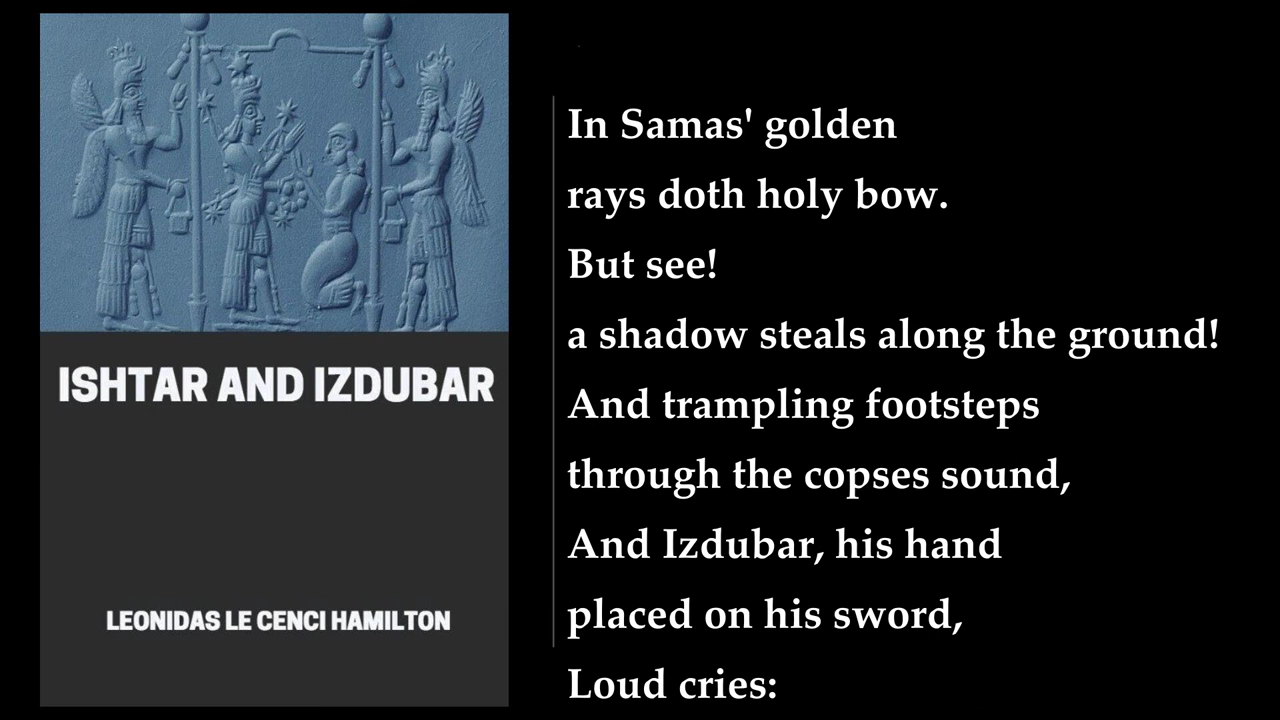 ISHTAR AND IZDUBAR
LEONIDAS LE CENCI HAMILTON
In Samas' golden
rays doth holy bow.
But see!
a shadow steals along the ground!
And trampling footsteps
through the copses sound,
And Izdubar, his hand
placed on his sword,
Loud cries: